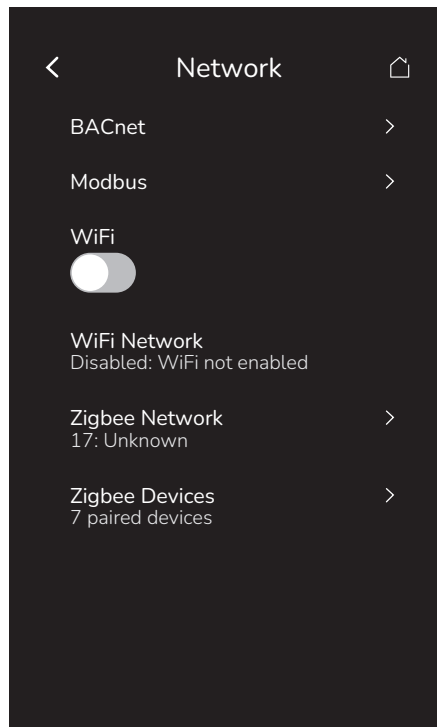 Network
BACnet
Modbus
WiFi
WiFi Network
Disabled: WiFi not enabled
Zigbee Network
17: Unknown
Zigbee Devices
7 paired devices